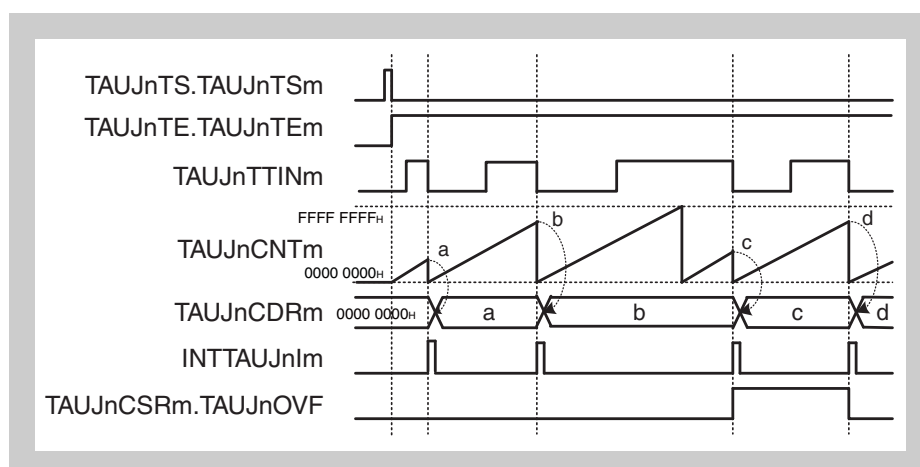 TAUJnTS.TAUJnTSm
TAUJnTE.TAUJnTEm
TAUJnTTINm
FFFF FFFFH
TAUJnCNTm
0000 0000H
a
b
c
d
TAUJnCDRm 0000 0000H a b c d
INTTAUJnIm
TAUJnCSRm.TAUJnOVF